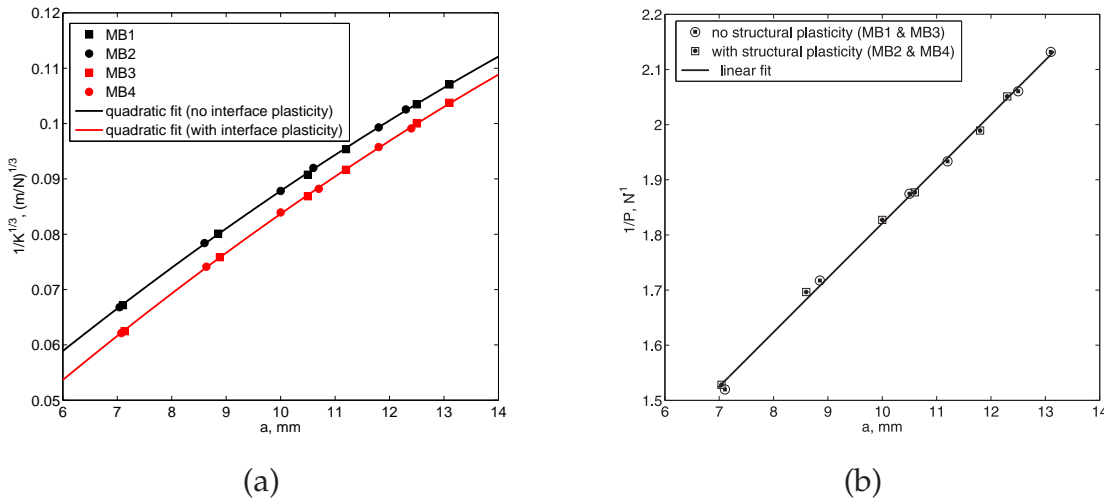 0.12
0.11
0.1
0.09
0.08
0.07
0.06
0.05
1/K^{1/3}, (m/N)^{1/3}
MB1
MB2
MB3
MB4
quadratic fit (no interface plasticity)
quadratic fit (with interface plasticity)
6 7 8 9 10 11 12 13 14
a, mm
(a)
2.2
2.1
2
1.9
1.8
1.7
1.6
1.5
1/P, N^{-1}
no structural plasticity (MB1 & MB3)
with structural plasticity (MB2 & MB4)
linear fit
6 7 8 9 10 11 12 13 14
a, mm
(b)